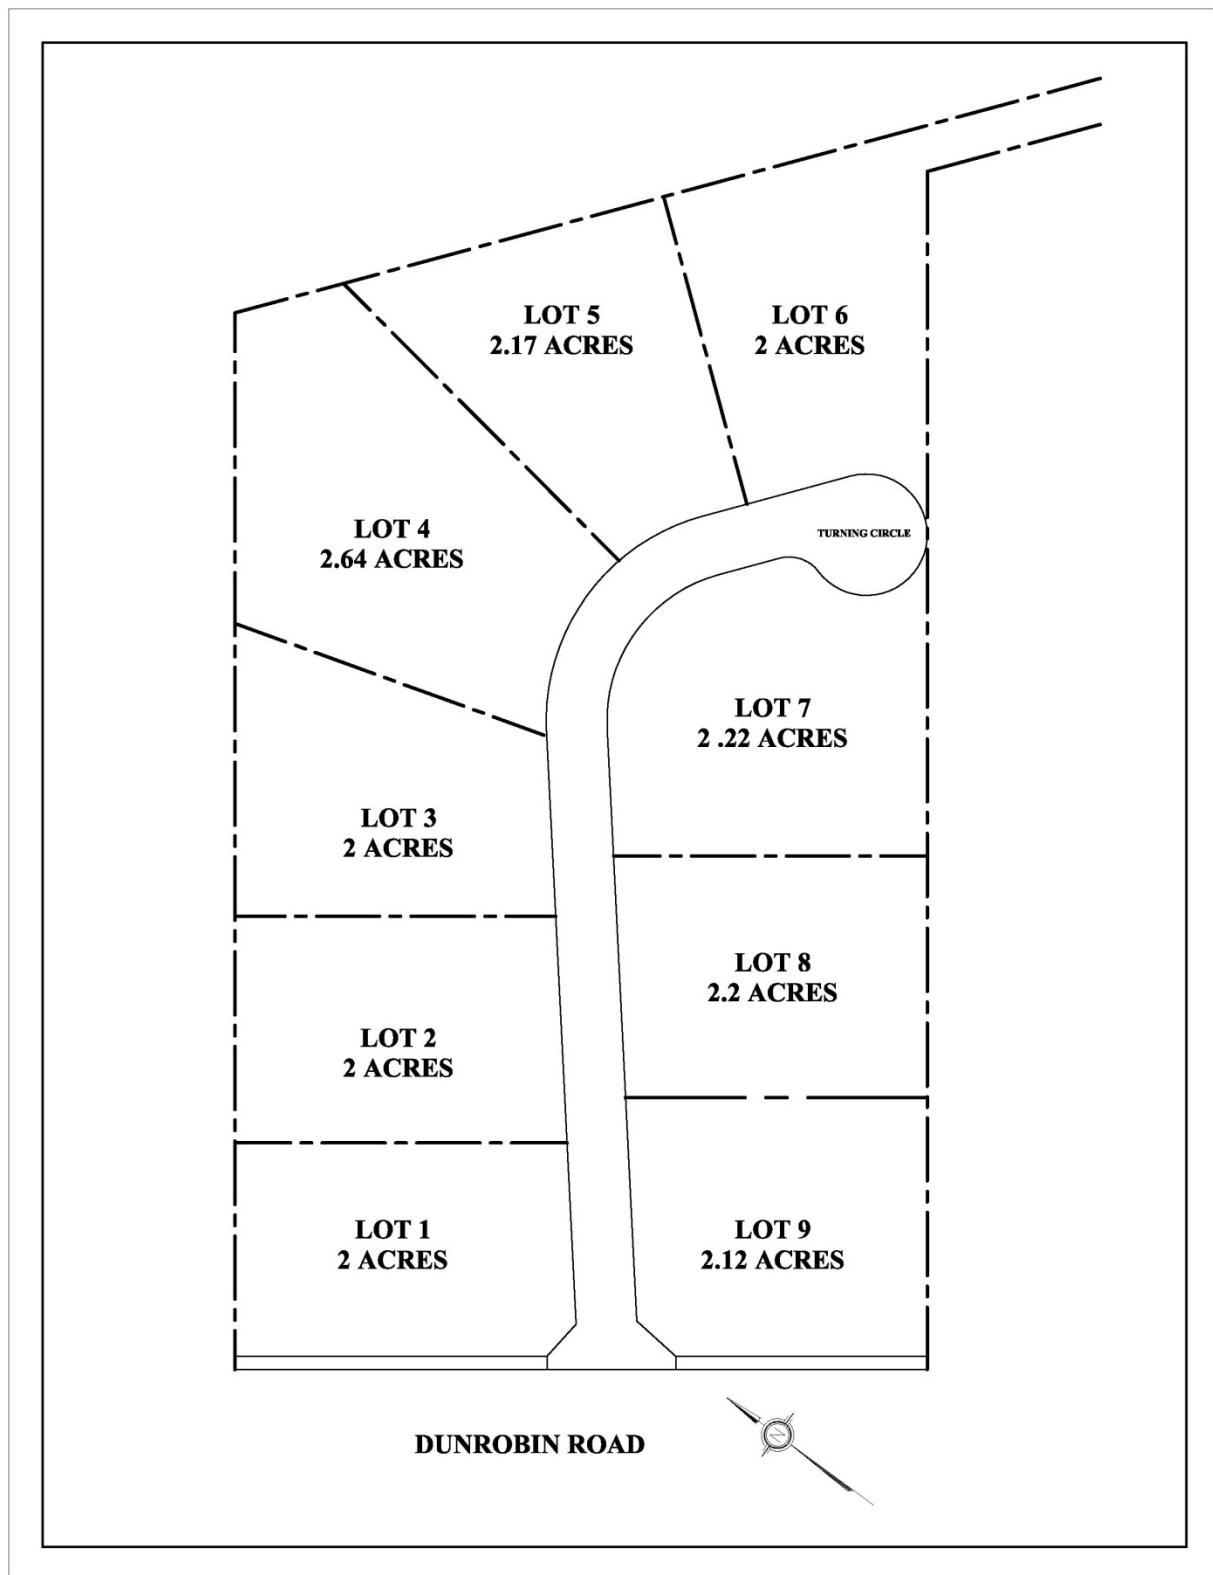 LOT 5
2.17 ACRES
LOT 6
2 ACRES
LOT 4
2.64 ACRES
TURNING CIRCLE
LOT 7
2 .22 ACRES
LOT 3
2 ACRES
LOT 8
2.2 ACRES
LOT 2
2 ACRES
LOT 1
2 ACRES
LOT 9
2.12 ACRES
DUNROBIN ROAD
N